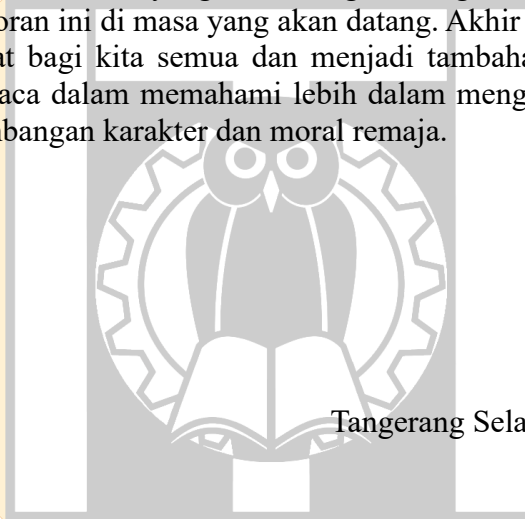 oran ini di masa yang akan datang. Akhir
at bagi kita semua dan menjadi tambaha
aca dalam memahami lebih dalam meng
nbangan karakter dan moral remaja.
Tangerang Sela